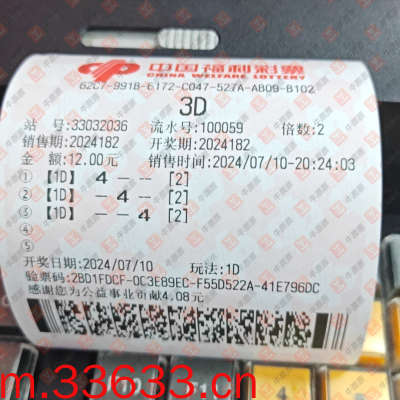 中国福利彩票
CHINA WELFARE LOTTERY
62C7-991B-6172-C047-527A-AB09-B102
3D
站 号:33032036 流水号:100059 倍数:2
销售期:2024182 开奖期:2024182
金 额:12.00元 销售时间:2024/07/10-20:24:03
① 【1D】 4 - - [2]
② 【1D】 - 4 - [2]
③ 【1D】 - - 4 [2]
④
⑤
开奖日期:2024/07/10 玩法:1D
验票码:2BD1FDCF-0C3E89EC-F55D522A-41E796DC
感谢您为公益事业贡献4.08元
m.33633.cn